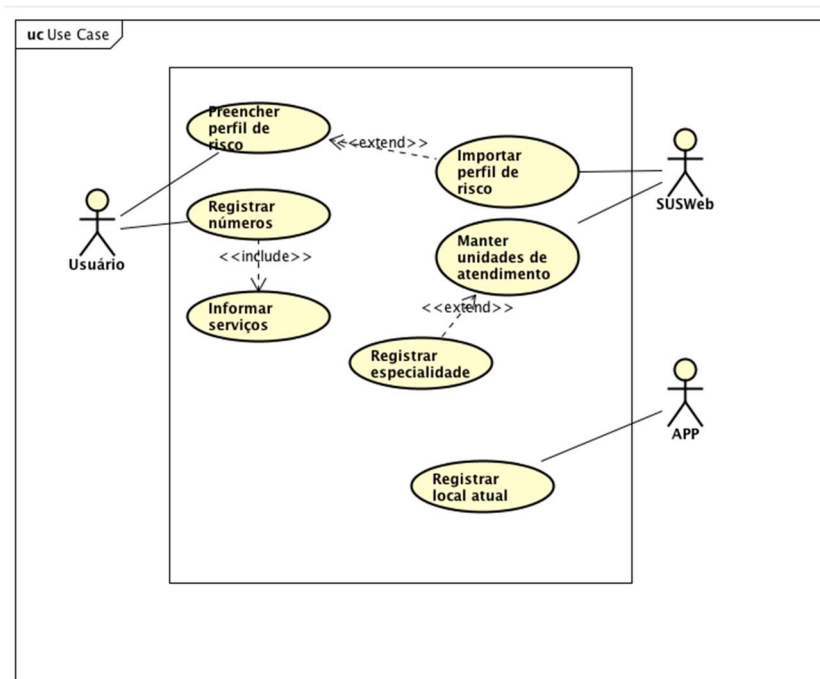 uc Use Case
Preencher
perfil de
risco
<<extend>>
Importar
perfil de
risco
SUSWeb
Usuário
Registrar
números
<<include>>
Manter
unidades de
atendimento
Informar
serviços
<<extend>>
Registrar
especialidade
APP
Registrar
local atual